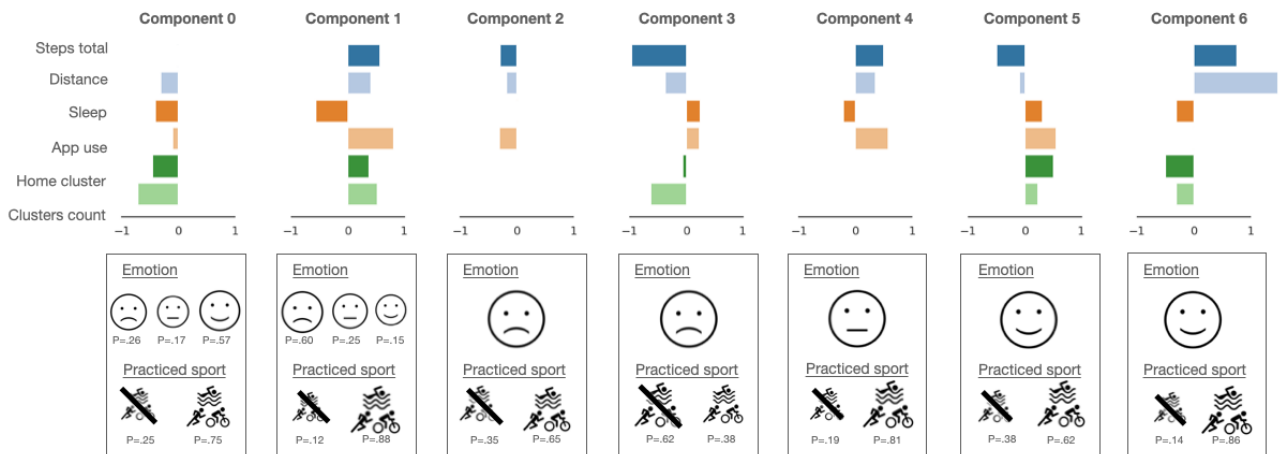 Component 0 Component 1 Component 2 Component 3 Component 4 Component 5 Component 6
Steps total
Distance
Sleep
App use
Home cluster
Clusters count
−1 0 1 −1 0 1 −1 0 1 −1 0 1 −1 0 1 −1 0 1 −1 0 1
Emotion Emotion Emotion Emotion Emotion Emotion Emotion
P=.26 P=.17 P=.57 P=.60 P=.25 P=.15
Practiced sport Practiced sport Practiced sport Practiced sport Practiced sport Practiced sport Practiced sport
P=.25 P=.75 P=.12 P=.88 P=.35 P=.65 P=.62 P=.38 P=.19 P=.81 P=.38 P=.62 P=.14 P=.86